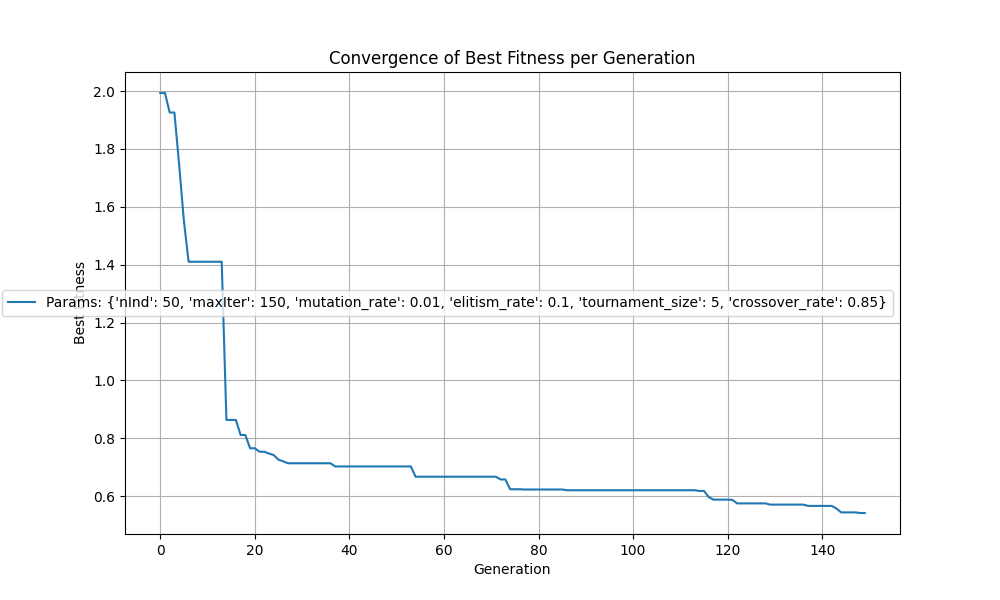 Convergence of Best Fitness per Generation
2.0
1.8
1.6
1.4
Params: {'nInd': 50, 'maxIter': 150, 'mutation_rate': 0.01, 'elitism_rate': 0.1, 'tournament_size': 5, 'crossover_rate': 0.85}
Best
1.2
1.0
0.8
0.6
0 20 40 60 80 100 120 140
Generation